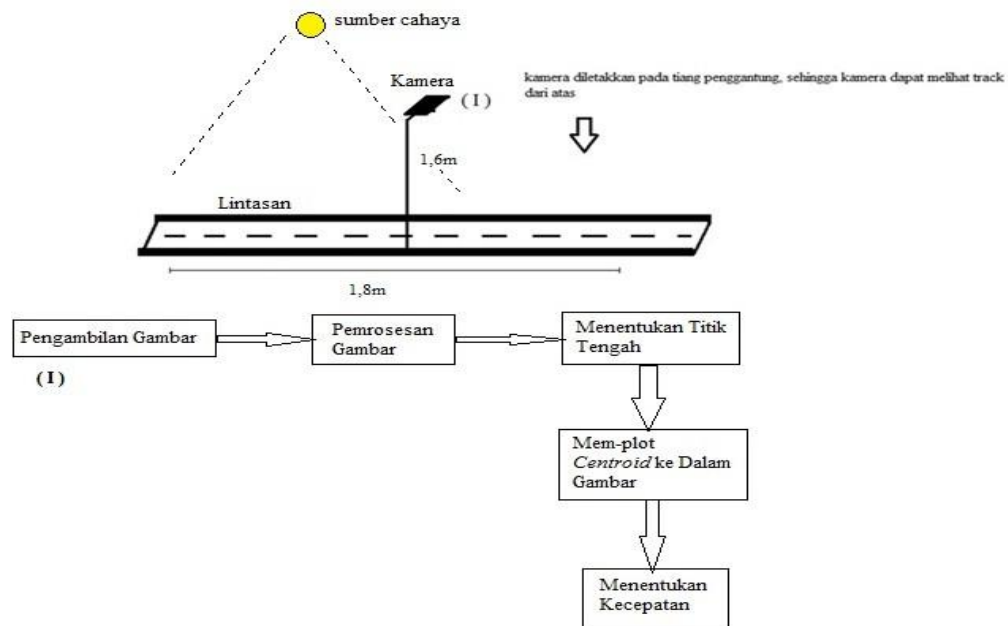 sumber cahaya
Kamera
( I )
kamera diletakkan pada tiang penggantung, sehingga kamera dapat melihat track
dari atas
1,6m
Lintasan
1,8m
Pengambilan Gambar
( I )
Pemrosesan
Gambar
Menentukan Titik
Tengah
Mem-plot
Centroid ke Dalam
Gambar
Menentukan
Kecepatan